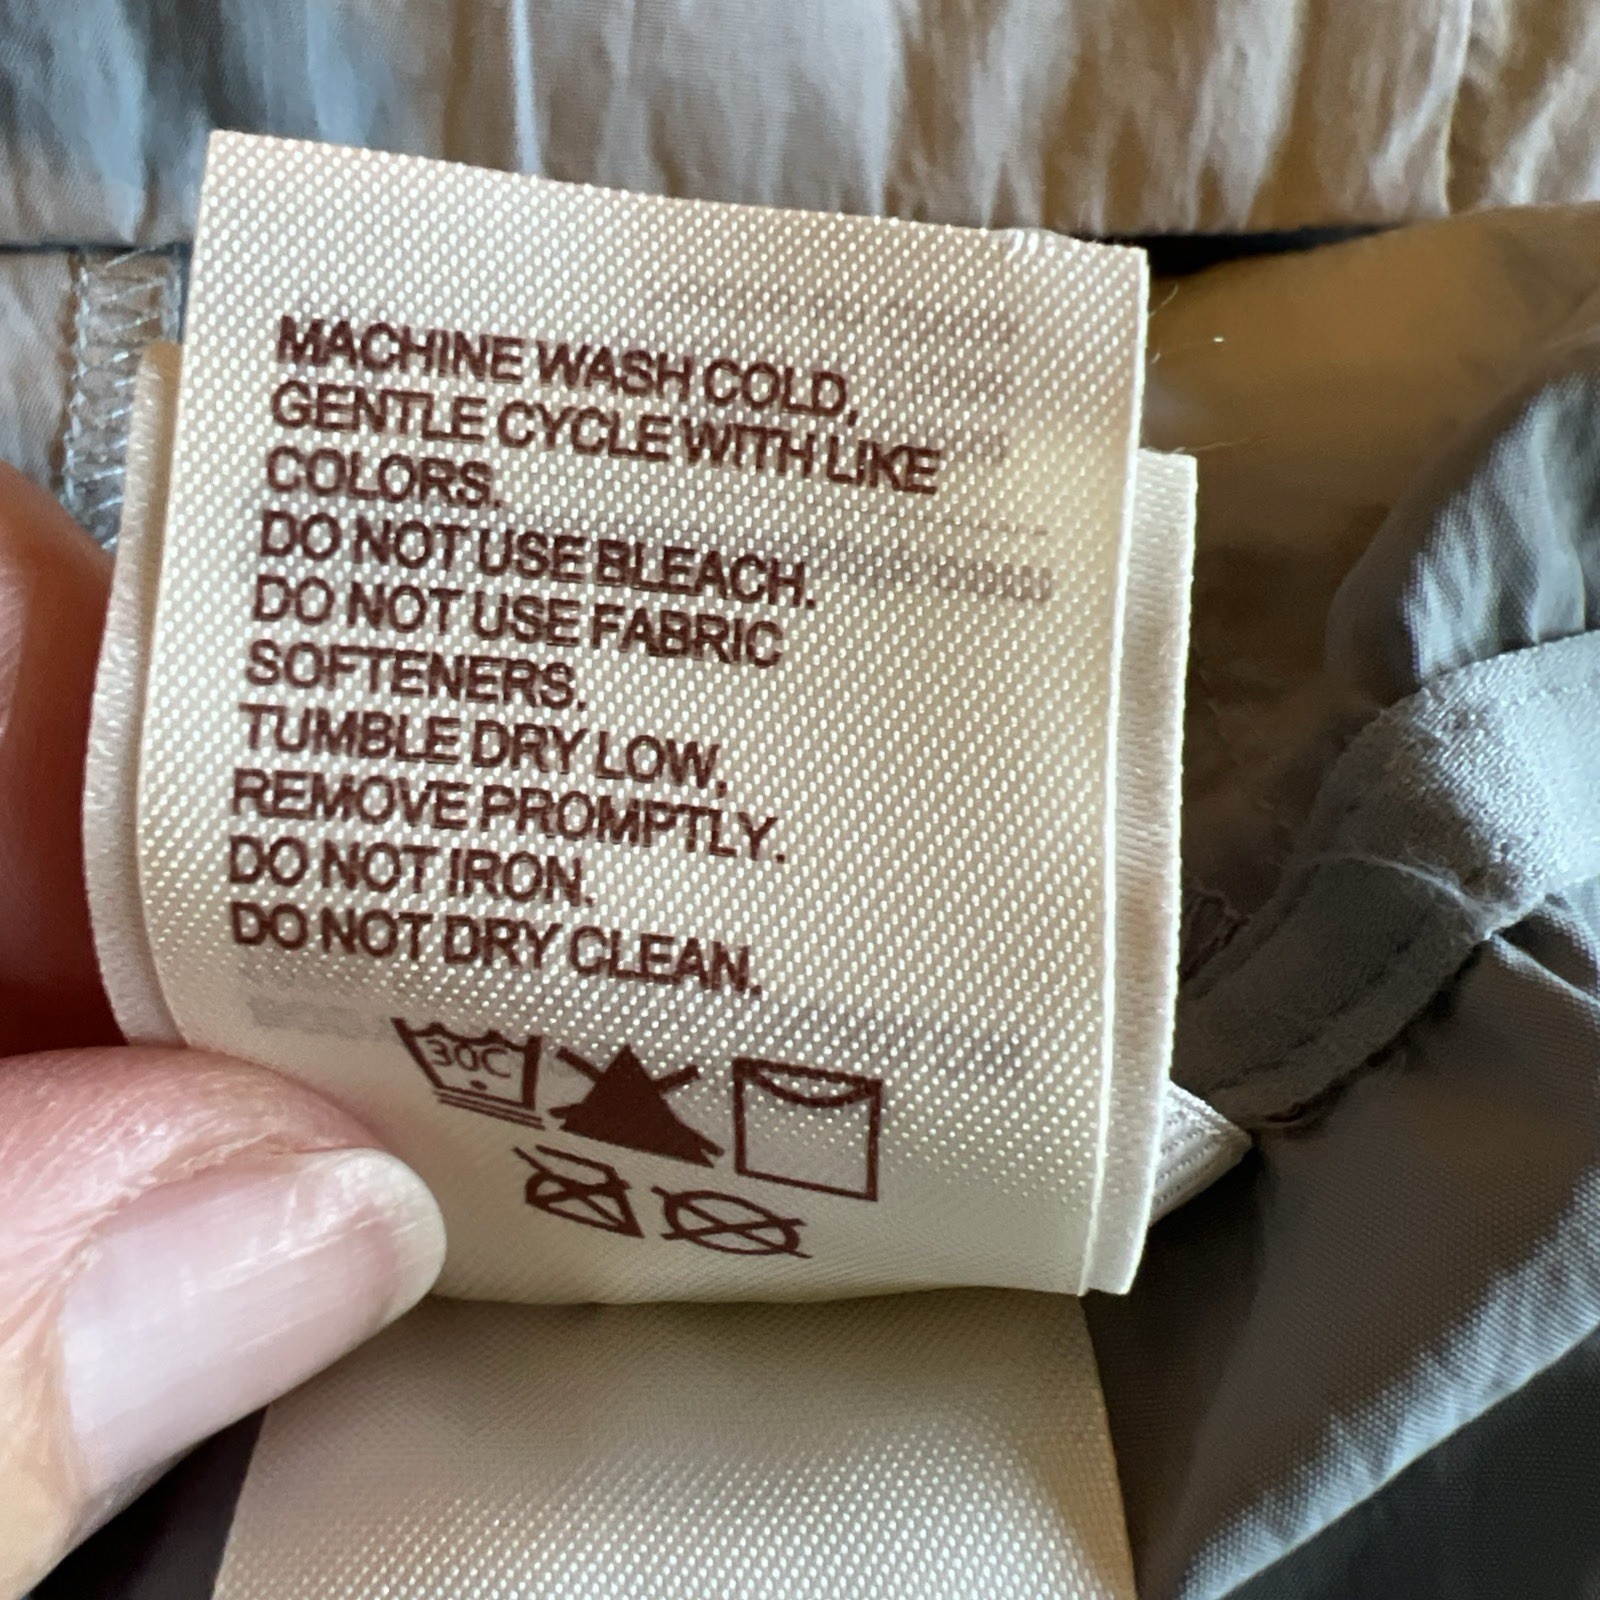 MACHINE WASH COLD,
GENTLE CYCLE WITH LIKE
COLORS.
DO NOT USE BLEACH.
DO NOT USE FABRIC
SOFTENERS.
TUMBLE DRY LOW,
REMOVE PROMPTLY.
DO NOT IRON.
DO NOT DRY CLEAN.
30C